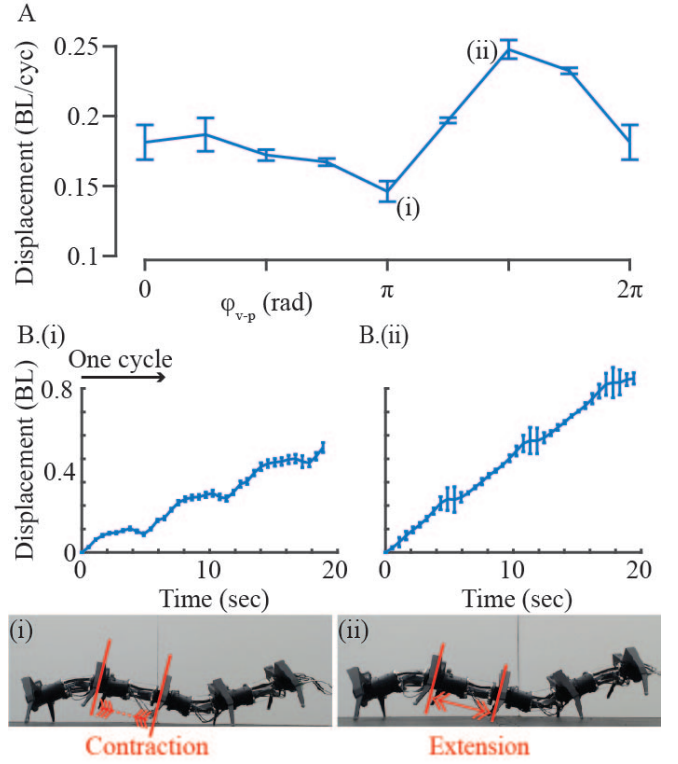 A
Displacement (BL/cyc)
0.25
0.2
0.15
0.1
(ii)
(i)
0
π
2π
φv-p (rad)
B.(i)
B.(ii)
One cycle
Displacement (BL)
0.8
0.4
0
0 10 20
0 10 20
Time (sec)
Time (sec)
(i)
(ii)
Contraction
Extension